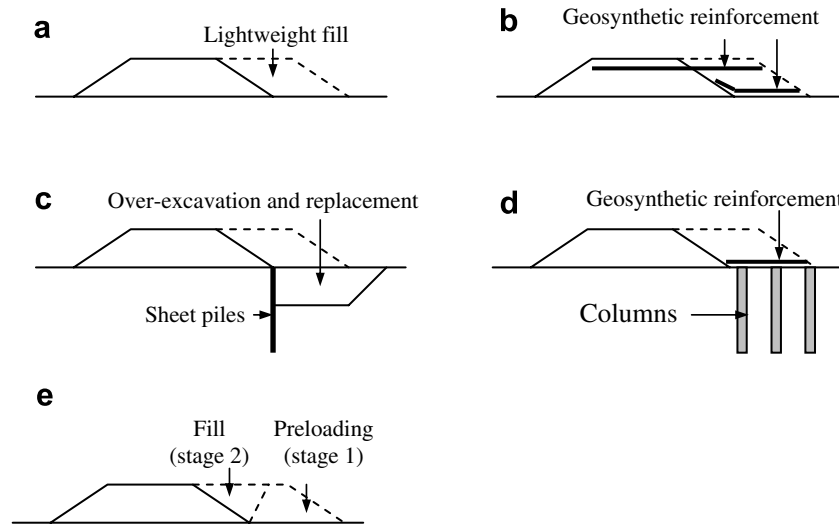 a
Lightweight fill
b
Geosynthetic reinforcement
c
Over-excavation and replacement
Sheet piles
d
Geosynthetic reinforcement
Columns
e
Fill
(stage 2)
Preloading
(stage 1)